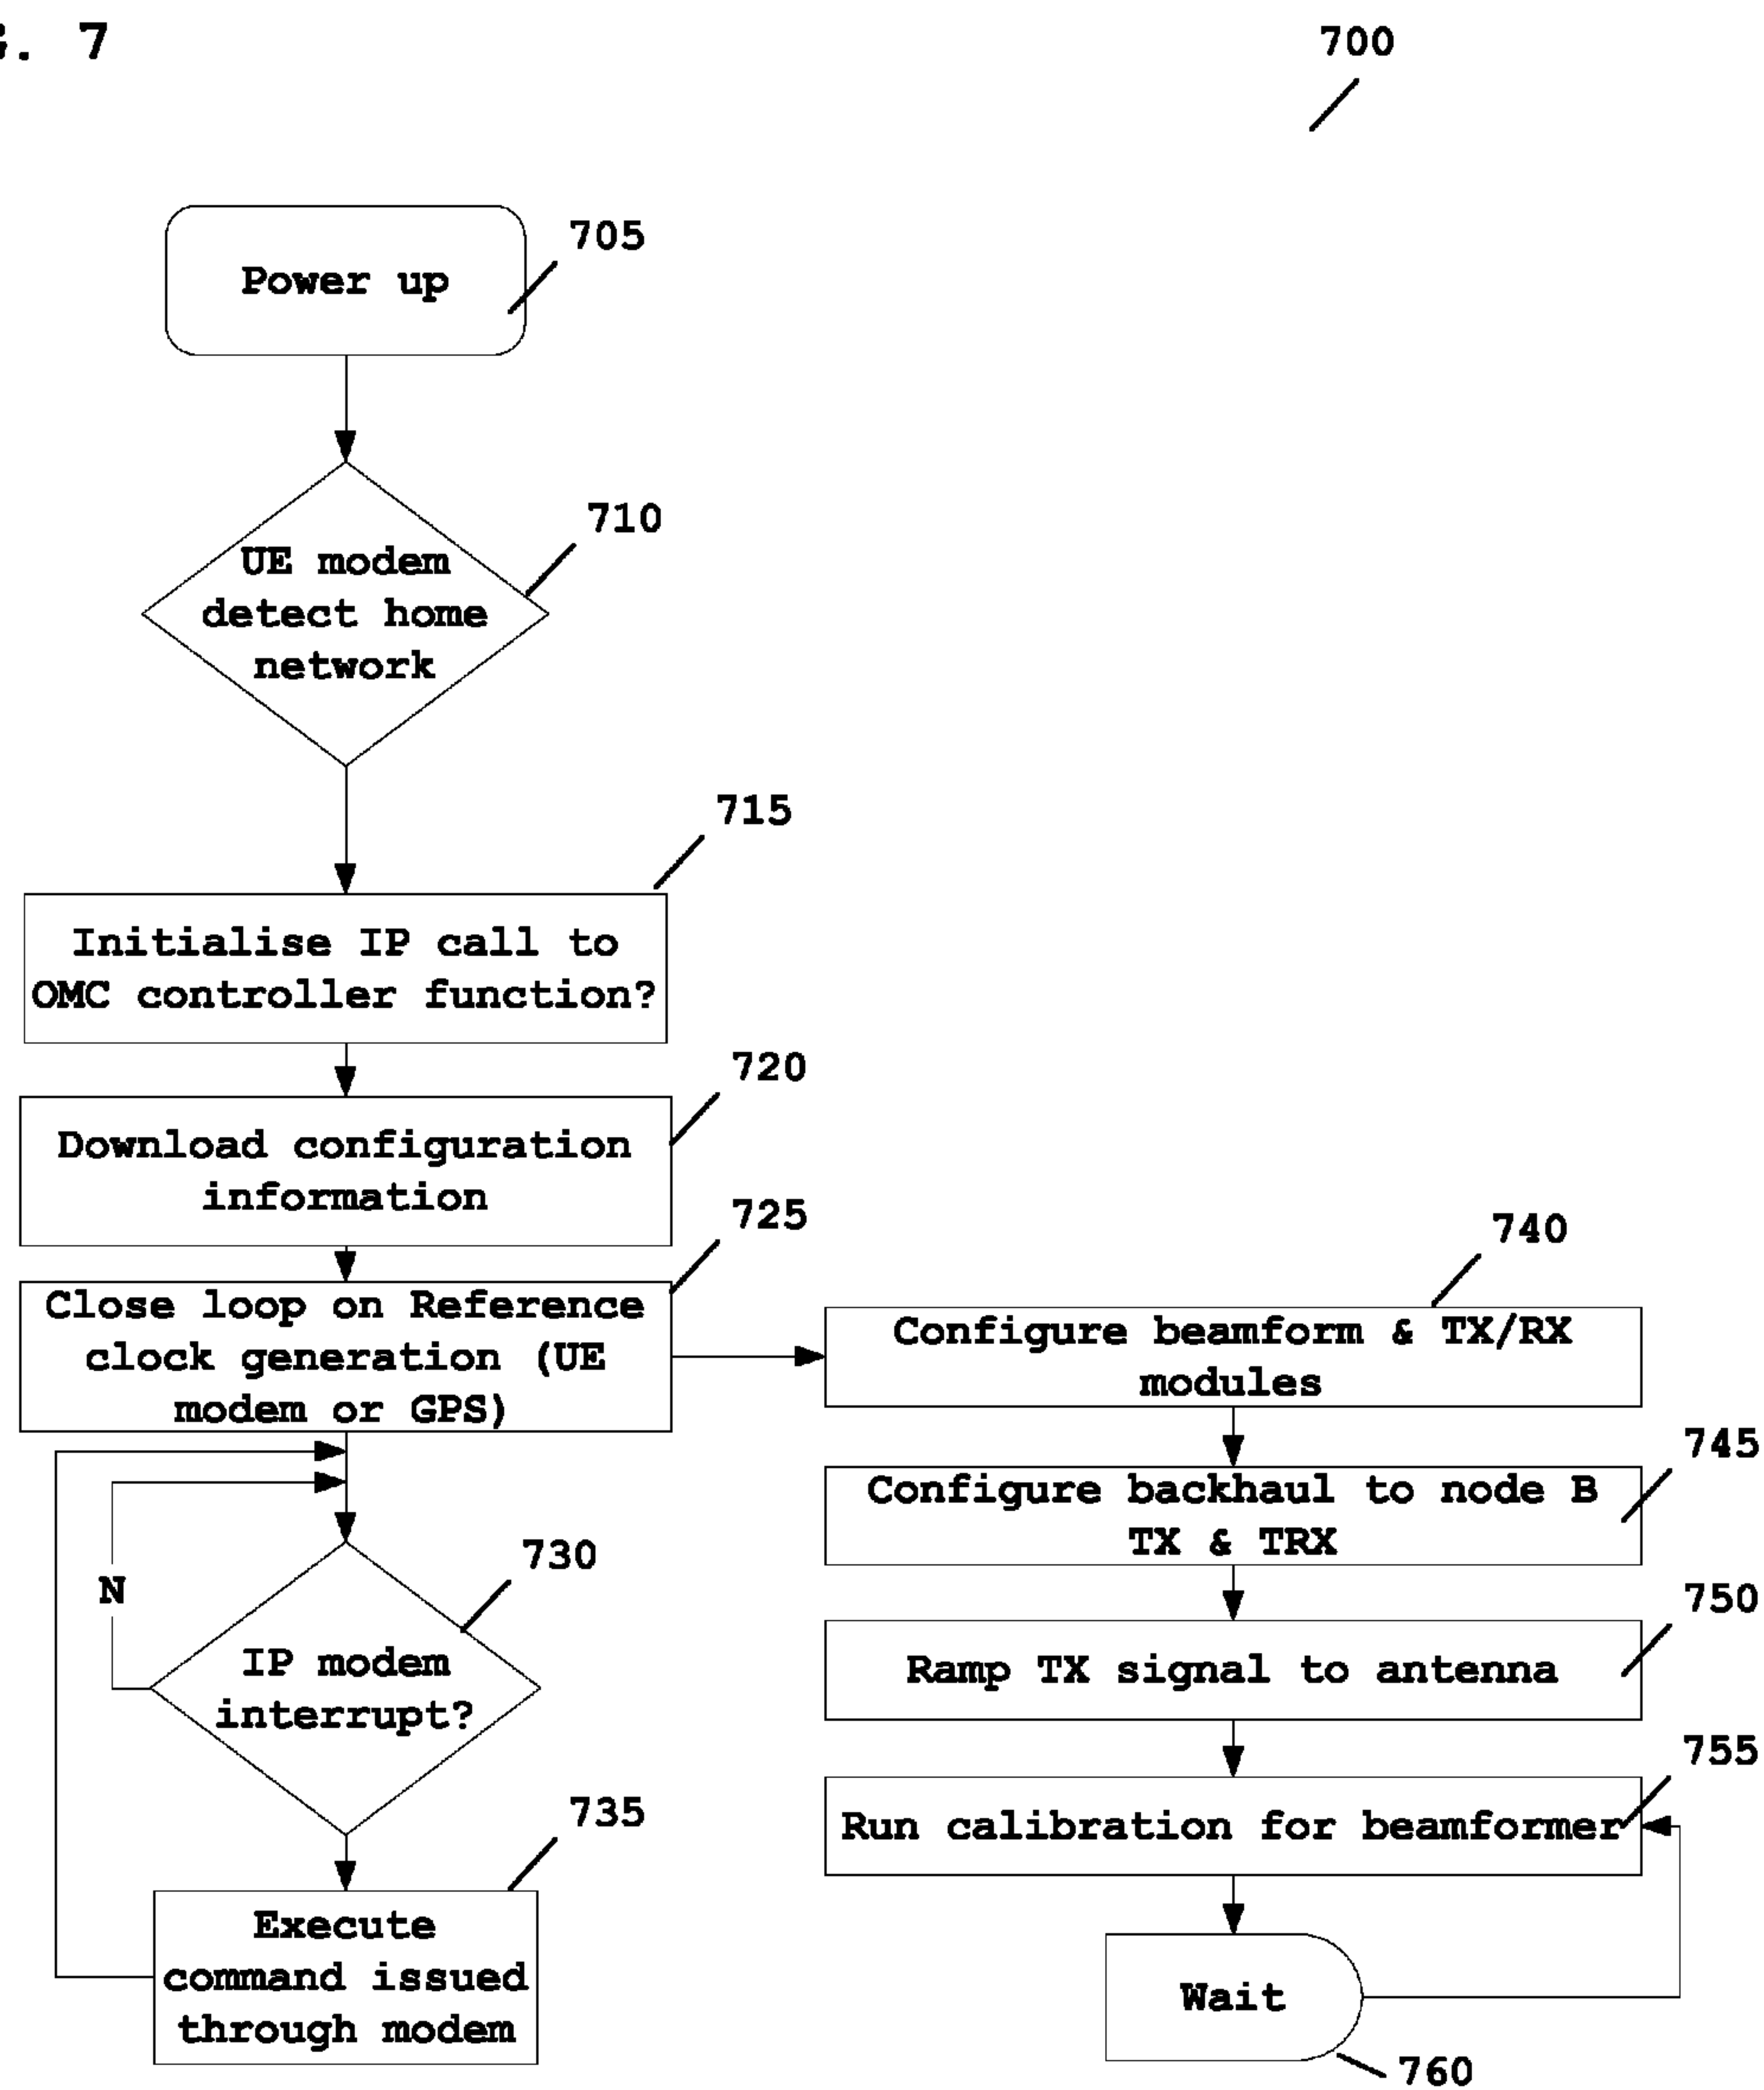 . 7
700
Power up
705
UE modem
detect home
network
710
Initialise IP call to
OMC controller function?
715
Download configuration
information
720
Close loop on Reference
clock generation (UE
modem or GPS)
725
N
IP modem
interrupt?
730
Execute
command issued
through modem
735
Configure beamform & TX/RX
modules
740
Configure backhaul to node B
TX & TRX
745
Ramp TX signal to antenna
750
Run calibration for beamformer
755
Wait
760